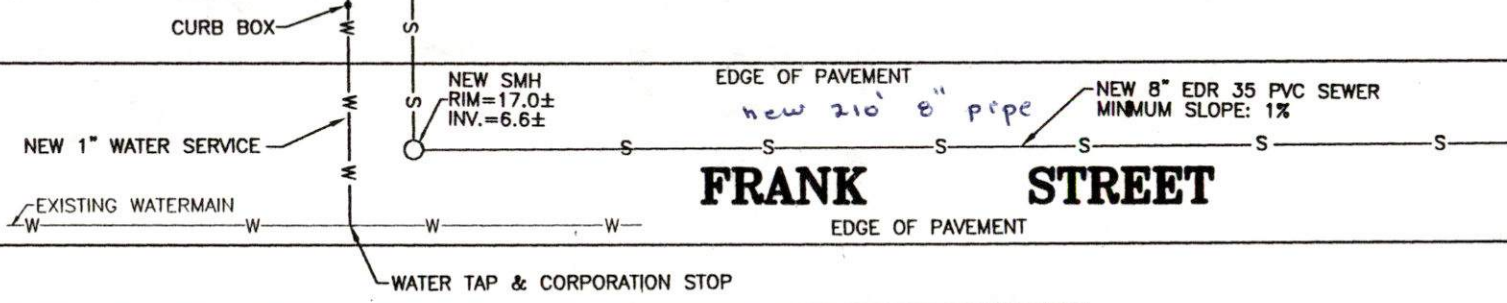 CURB BOX
W
S
NEW SMH
RIM=17.0±
INV.=6.6±
EDGE OF PAVEMENT
new 210' 8" pipe
NEW 8" EDR 35 PVC SEWER
MINIMUM SLOPE: 1%
W
S
NEW 1" WATER SERVICE
S S S S S S
W
FRANK STREET
EXISTING WATERMAIN
W W W W
EDGE OF PAVEMENT
WATER TAP & CORPORATION STOP